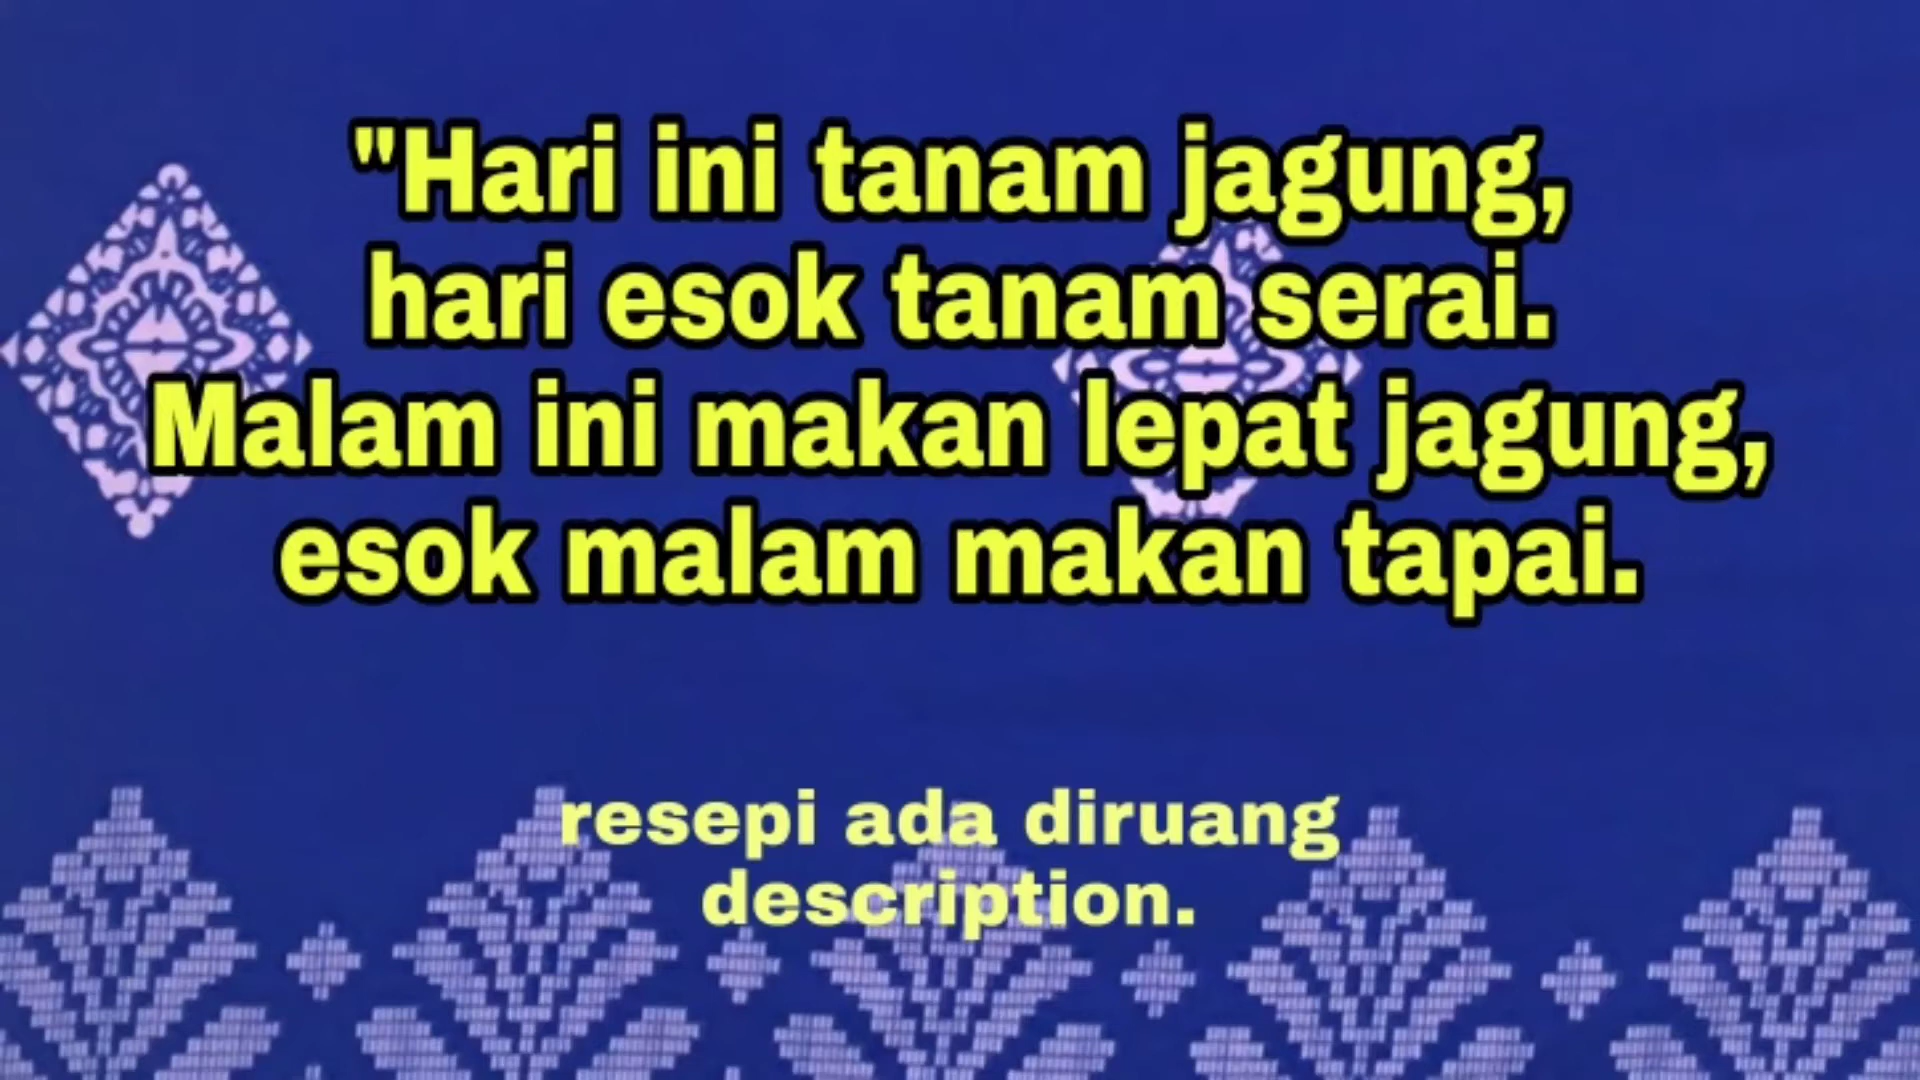 "Hari ini tanam jagung,
hari esok tanam serai.
Malam ini makan lepat jagung,
esok malam makan tapai.
resepi ada diruang
description.